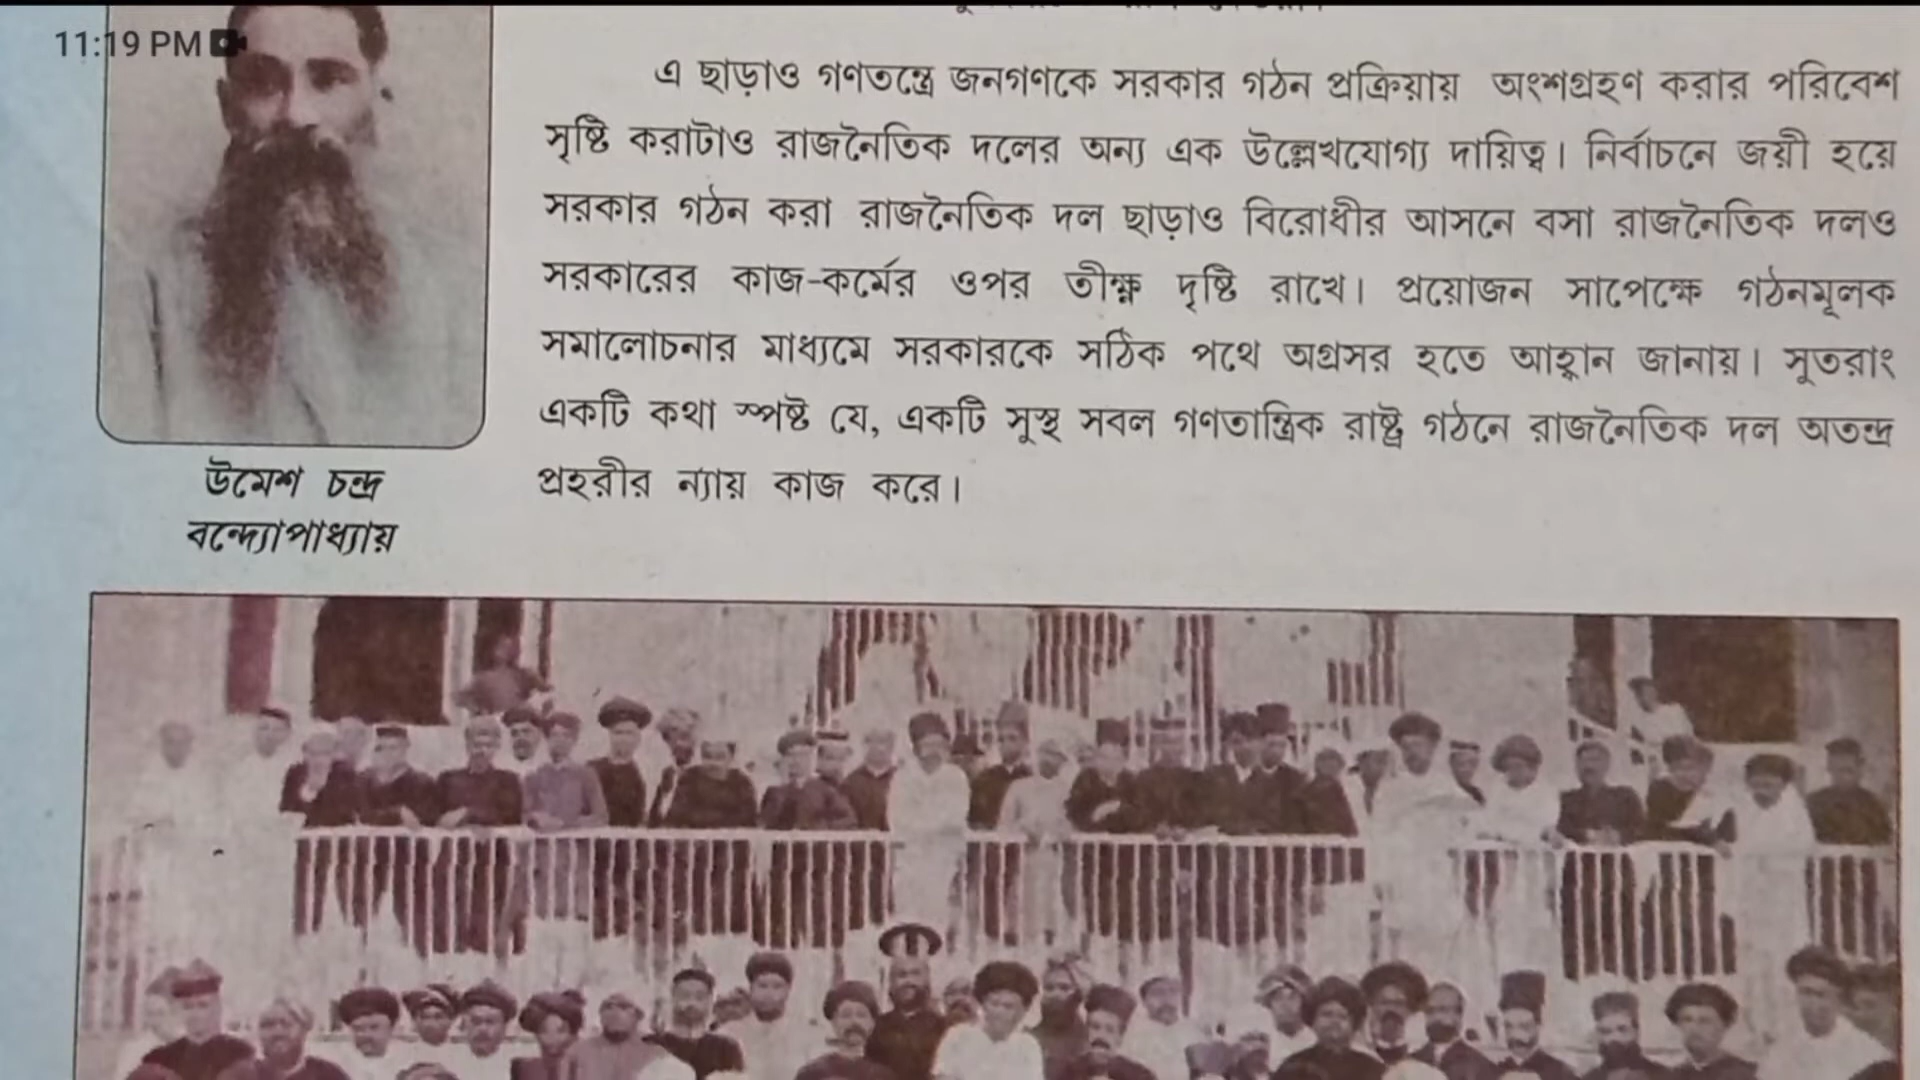 11:19 PM
এ ছাড়াও গণতন্ত্রে জনগণকে সরকার গঠন প্রক্রিয়ায় অংশগ্রহণ করার পরিবেশ
সৃষ্টি করাটাও রাজনৈতিক দলের অন্য এক উল্লেখযোগ্য দায়িত্ব। নির্বাচনে জয়ী হয়ে
সরকার গঠন করা রাজনৈতিক দল ছাড়াও বিরোধীর আসনে বসা রাজনৈতিক দলও
সরকারের কাজ-কর্মের ওপর তীক্ষ্ণ দৃষ্টি রাখে। প্রয়োজন সাপেক্ষে গঠনমূলক
সমালোচনার মাধ্যমে সরকারকে সঠিক পথে অগ্রসর হতে আহ্বান জানায়। সুতরাং
একটি কথা স্পষ্ট যে, একটি সুস্থ সবল গণতান্ত্রিক রাষ্ট্র গঠনে রাজনৈতিক দল অতন্দ্র
প্রহরীর ন্যায় কাজ করে।
উমেশ চন্দ্র
বন্দ্যোপাধ্যায়